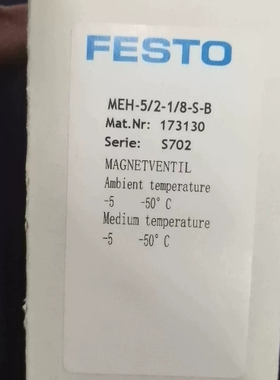 FESTO
MEH-5/2-1/8-S-B
Mat.Nr: 173130
Serie: S702
MAGNETVENTIL
Ambient temperature
-5 -50° C
Medium temperature
-5 -50° C